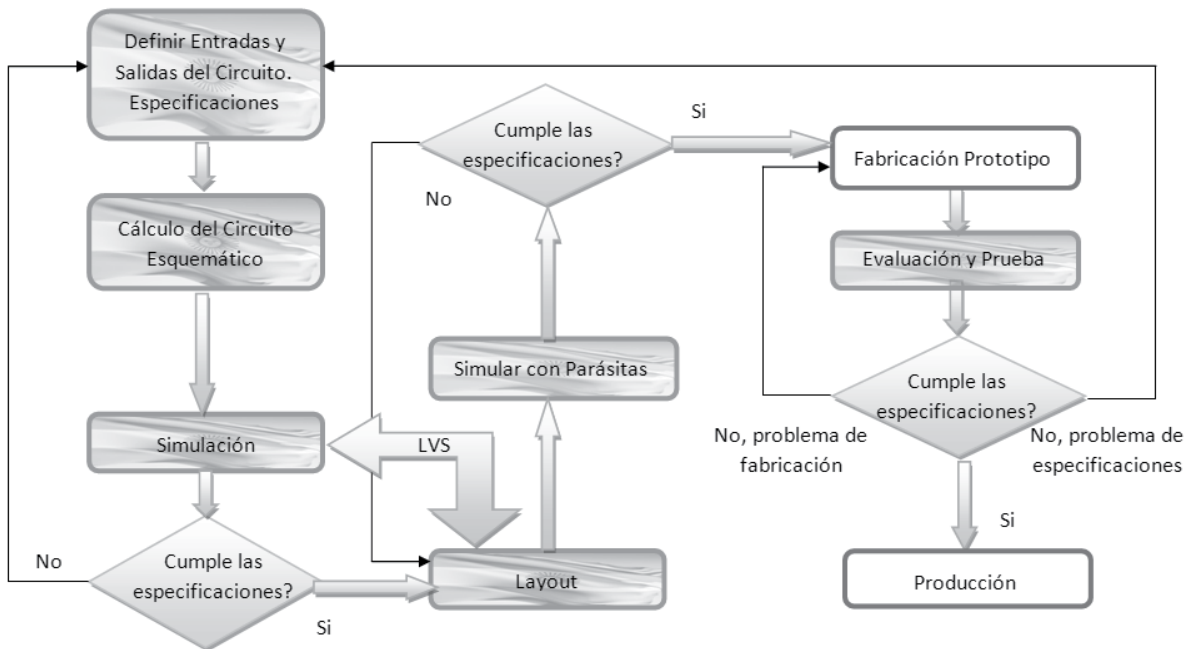 Definir Entradas y
Salidas del Circuito.
Especificaciones
Cálculo del Circuito
Esquemático
Simulación
Cumple las
especificaciones?
No
Si
LVS
Layout
Simular con Parásitas
Cumple las
especificaciones?
No
Si
Fabricación Prototipo
Evaluación y Prueba
Cumple las
especificaciones?
No, problema de
fabricación
No, problema de
especificaciones
Si
Producción